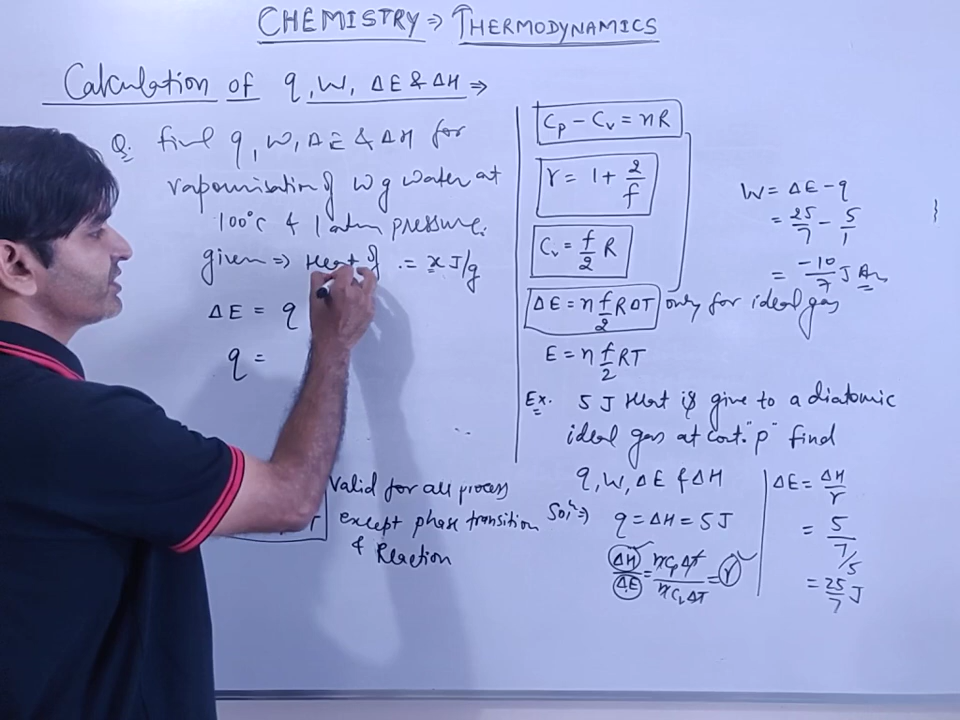 CHEMISTRY ⇒ THERMODYNAMICS
Calculation of q, W, ΔE & ΔH ⇒
Q. find q, W, ΔE & ΔH for
vapourisation of W g water at
100°C & 1 atm pressure.
given ⇒ Heat of . = x J/g
ΔE = q
q =
Valid for all process
except phase transition
& Reaction
Cp - Cv = nR
γ = 1 + 2/f
Cv = f/2 R
ΔE = n f/2 RΔT only for ideal gas
E = n f/2 RT
W = ΔE - q
= 25/7 - 5/1
= -10/7 J Ans
Ex. 5 J Heat is give to a diatomic
ideal gas at cont. "p" find
q, W, ΔE & ΔH
Sol^n ⇒ q = ΔH = 5 J
ΔH/ΔE = nCpΔT/nCvΔT = γ
ΔE = ΔH/γ
= 5/7/5
= 25/7 J